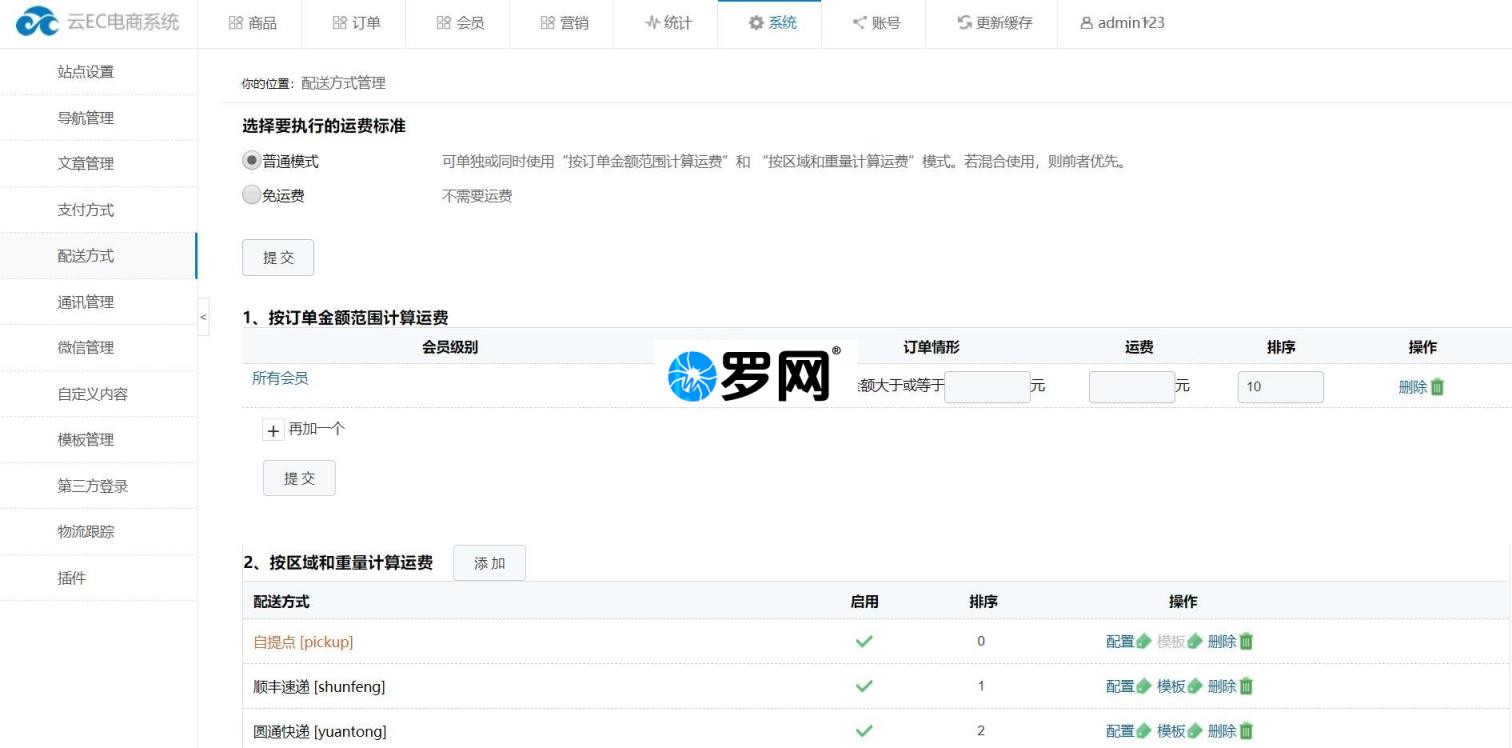 云EC电商系统 商品 订单 会员 营销 统计 系统 账号 更新缓存 admin123
站点设置
导航管理
文章管理
支付方式
配送方式
通讯管理
微信管理
自定义内容
模板管理
第三方登录
物流跟踪
插件
<
你的位置：配送方式管理
选择要执行的运费标准
普通模式 可单独或同时使用“按订单金额范围计算运费”和 “按区域和重量计算运费”模式。若混合使用，则前者优先。
免运费 不需要运费
提 交
1、按订单金额范围计算运费
会员级别 订单情形 运费 排序 操作
罗网®
所有会员 额大于或等于 元 元 10 删除
+ 再加一个
提 交
2、按区域和重量计算运费 添 加
配送方式 启用 排序 操作
自提点 [pickup] 0 配置 模板 删除
顺丰速递 [shunfeng] 1 配置 模板 删除
圆通快递 [yuantong] 2 配置 模板 删除